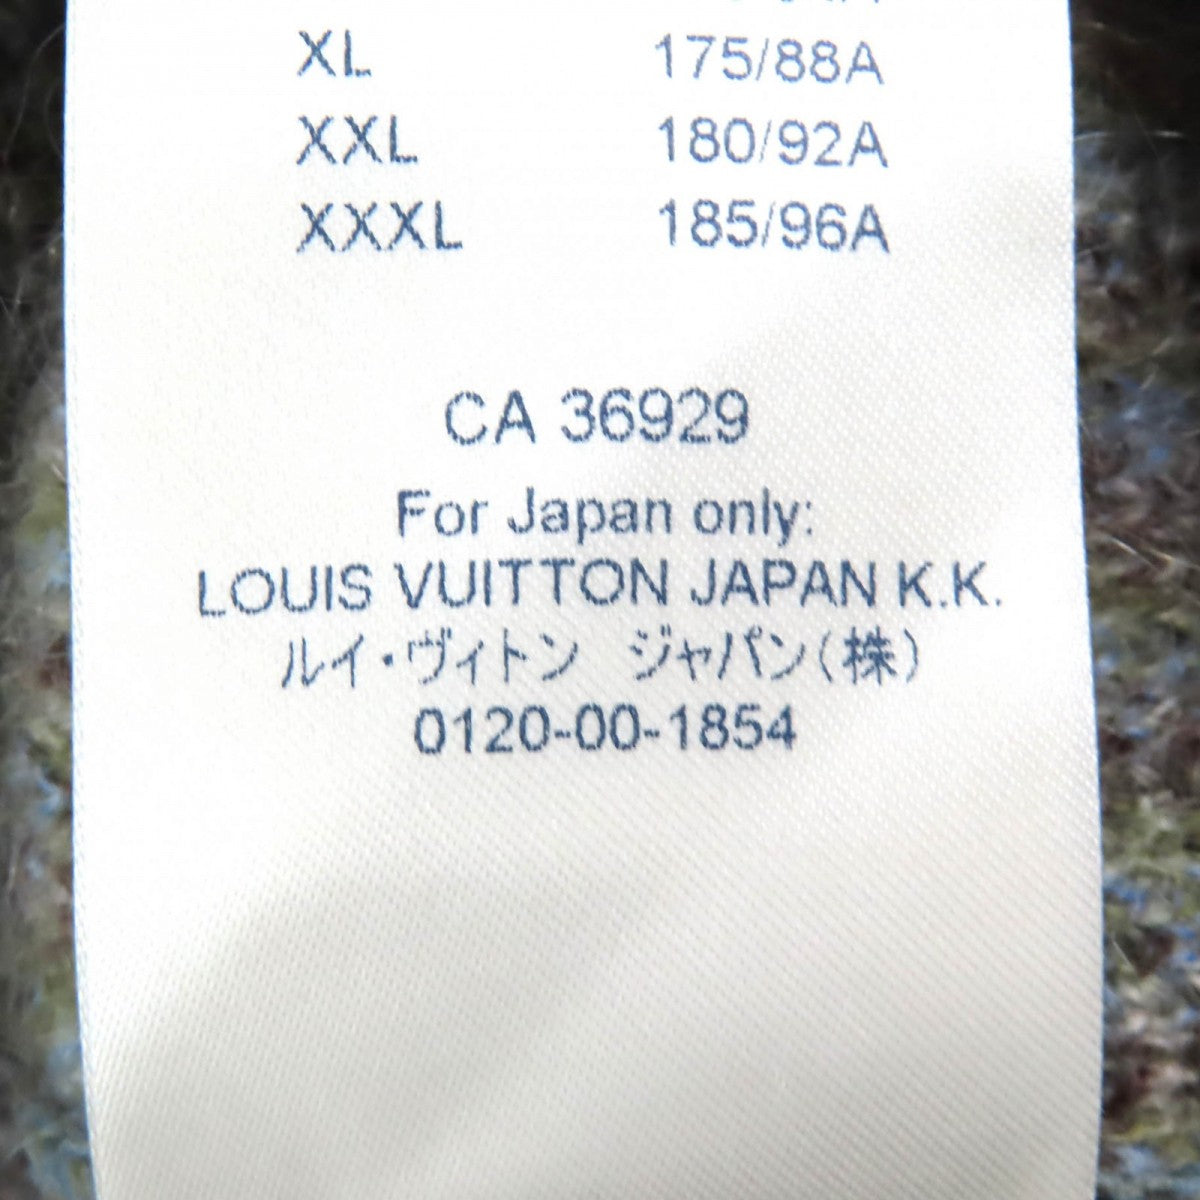 XL 175/88A
XXL 180/92A
XXXL 185/96A
CA 36929
For Japan only:
LOUIS VUITTON JAPAN K.K.
ルイ・ヴィトン ジャパン(株)
0120-00-1854